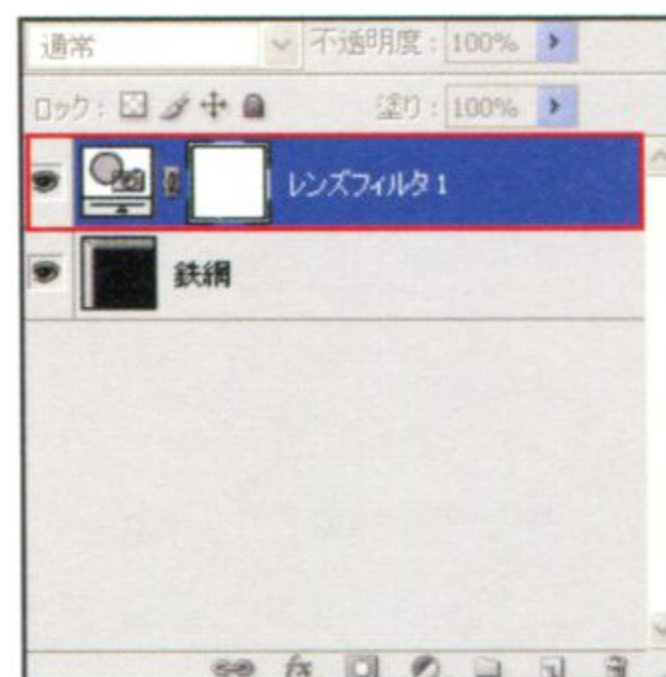 通常 不透明度: 100%
ロック: 塗り: 100%
レンズフィルタ 1
鉄網
fx